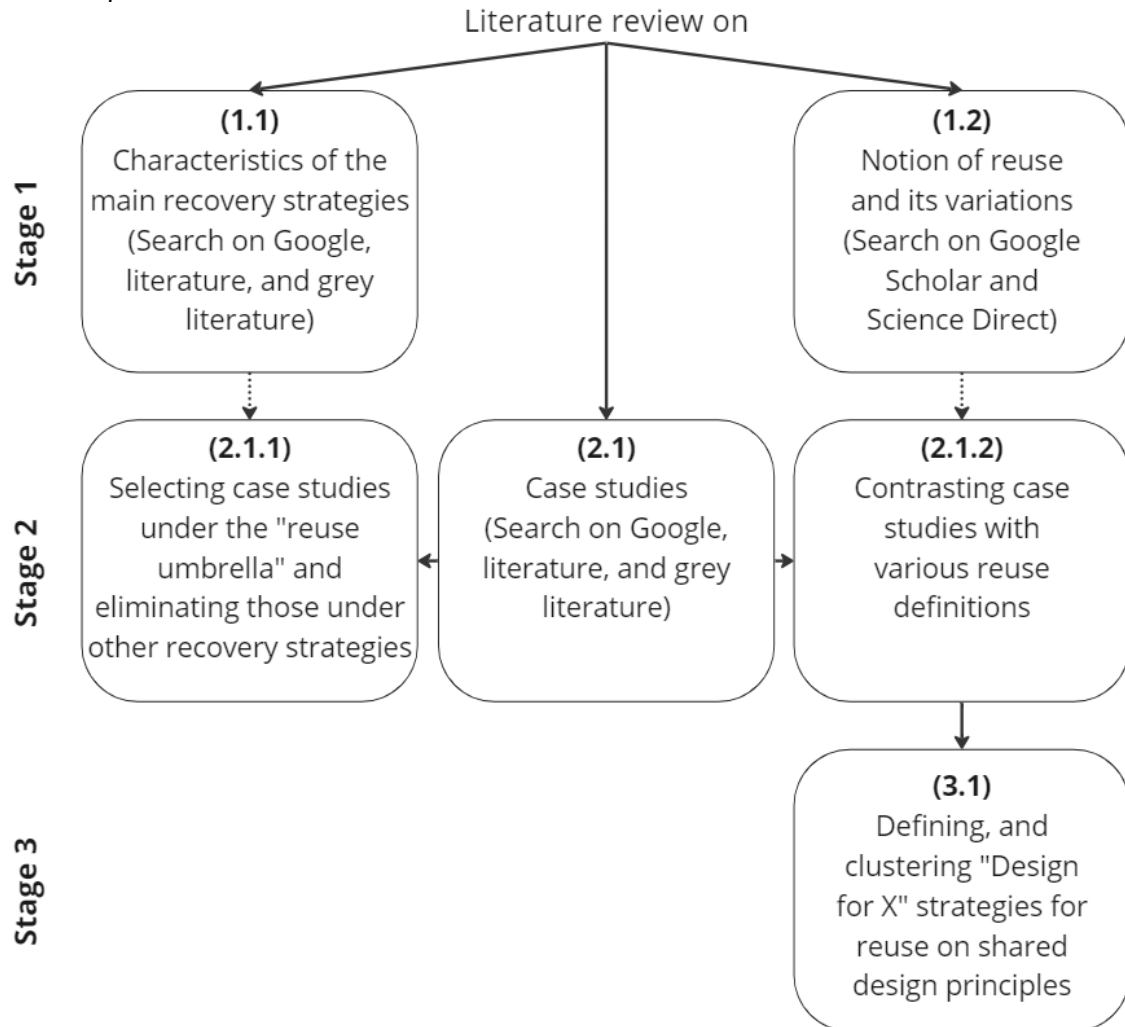 Literature review on
Stage 1
(1.1)
Characteristics of the
main recovery strategies
(Search on Google,
literature, and grey
literature)
(1.2)
Notion of reuse
and its variations
(Search on Google
Scholar and
Science Direct)
Stage 2
(2.1.1)
Selecting case studies
under the "reuse
umbrella" and
eliminating those under
other recovery strategies
(2.1)
Case studies
(Search on Google,
literature, and grey
literature)
(2.1.2)
Contrasting case
studies with
various reuse
definitions
Stage 3
(3.1)
Defining, and
clustering "Design
for X" strategies for
reuse on shared
design principles